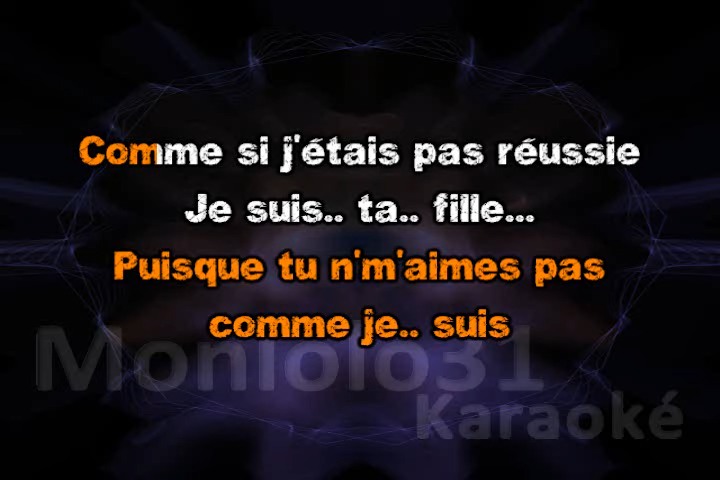 Comme si j'étais pas réussie
Je suis.. ta.. fille...
Puisque tu n'm'aimes pas
comme je.. suis
Monlolo31
Karaoké